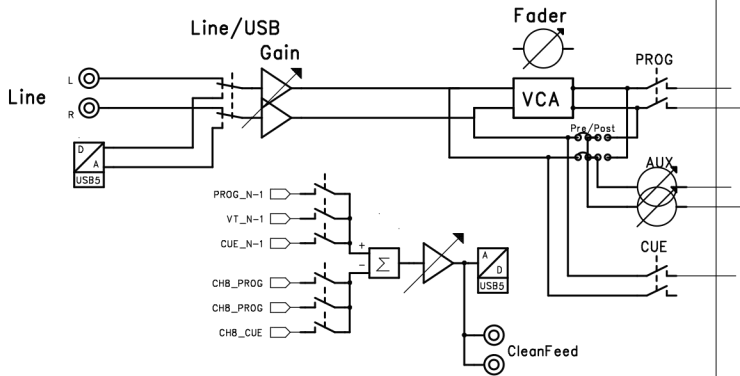 Fader
Line/USB
Gain
PROG
L
Line
R
VCA
Pre/Post
D
A
USB5
AUX
PROG_N-1
VT_N-1
CUE_N-1
CUE
+
Σ
−
A
D
USB5
CH8_PROG
CH8_PROG
CH8_CUE
CleanFeed